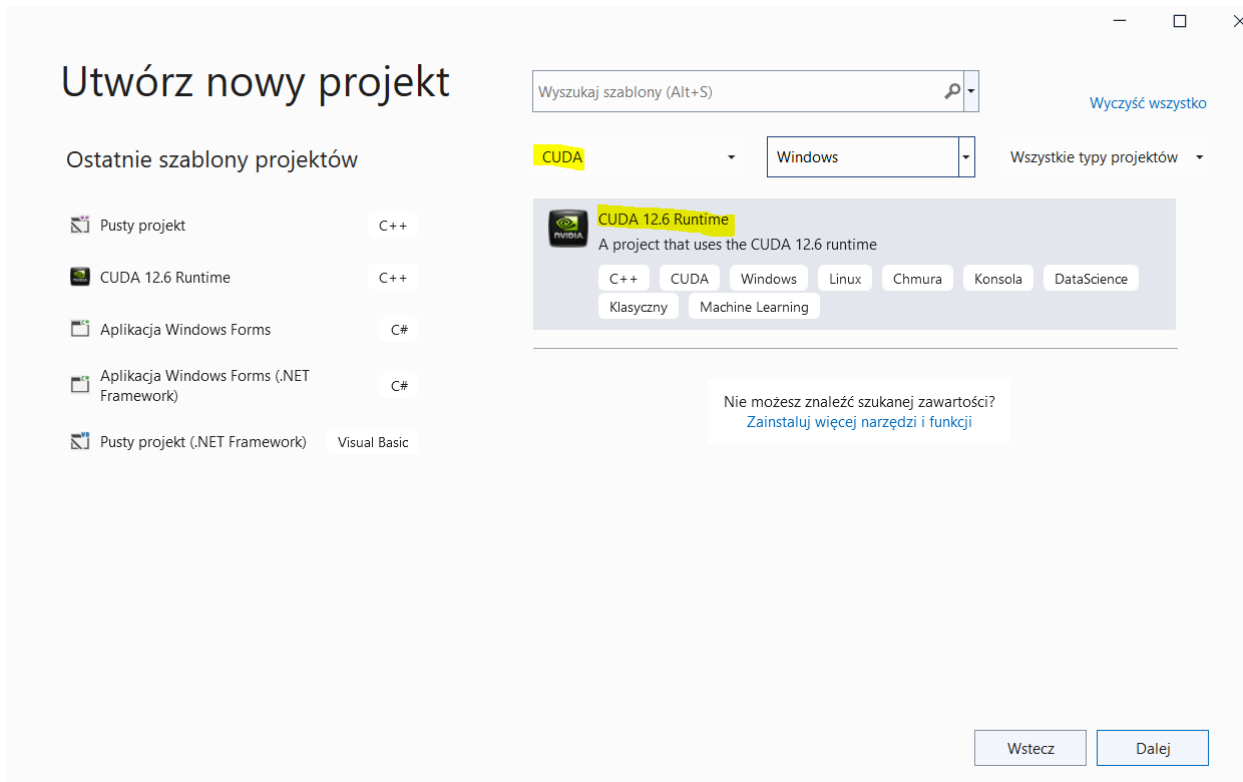 Utwórz nowy projekt
Wyszukaj szablony (Alt+S)
Wyczyść wszystko
Ostatnie szablony projektów
CUDA
Windows
Wszystkie typy projektów
Pusty projekt
C++
CUDA 12.6 Runtime
C++
Aplikacja Windows Forms
C#
Aplikacja Windows Forms (.NET
Framework)
C#
Pusty projekt (.NET Framework)
Visual Basic
NVIDIA
CUDA 12.6 Runtime
A project that uses the CUDA 12.6 runtime
C++ CUDA Windows Linux Chmura Konsola DataScience
Klasyczny Machine Learning
Nie możesz znaleźć szukanej zawartości?
Zainstaluj więcej narzędzi i funkcji
Wstecz
Dalej